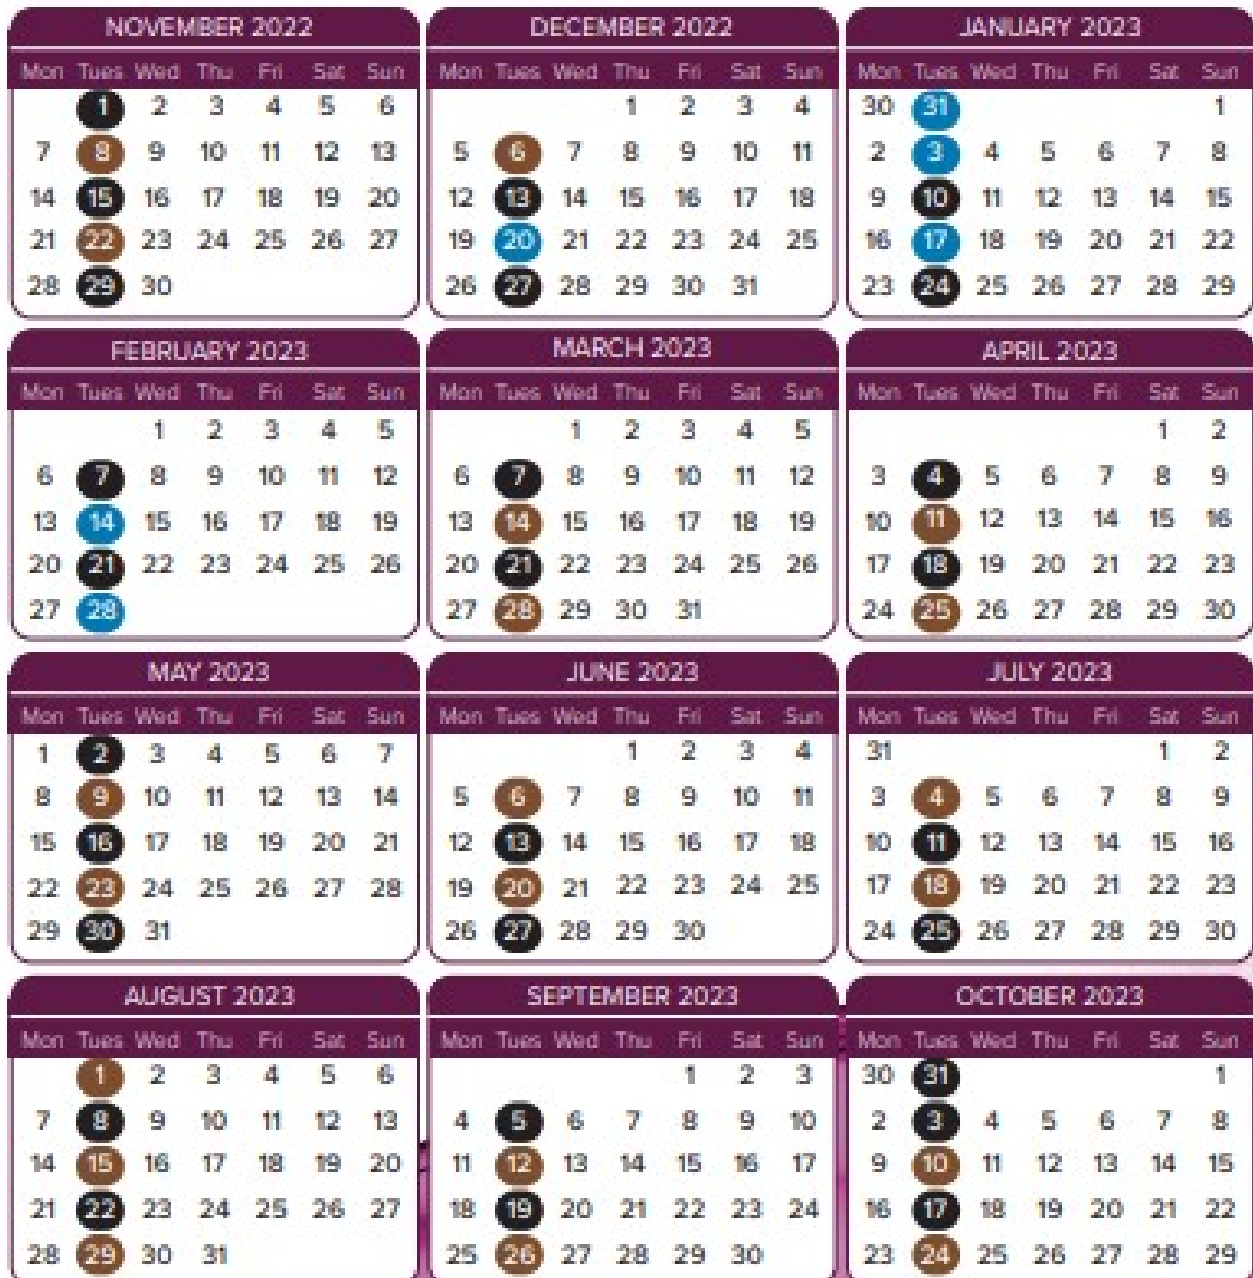 NOVEMBER 2022
Mon Tues Wed Thu Fri Sat Sun
1 2 3 4 5 6
7 8 9 10 11 12 13
14 15 16 17 18 19 20
21 22 23 24 25 26 27
28 29 30
DECEMBER 2022
Mon Tues Wed Thu Fri Sat Sun
1 2 3 4
5 6 7 8 9 10 11
12 13 14 15 16 17 18
19 20 21 22 23 24 25
26 27 28 29 30 31
JANUARY 2023
Mon Tues Wed Thu Fri Sat Sun
30 31 1
2 3 4 5 6 7 8
9 10 11 12 13 14 15
16 17 18 19 20 21 22
23 24 25 26 27 28 29
FEBRUARY 2023
Mon Tues Wed Thu Fri Sat Sun
1 2 3 4 5
6 7 8 9 10 11 12
13 14 15 16 17 18 19
20 21 22 23 24 25 26
27 28
MARCH 2023
Mon Tues Wed Thu Fri Sat Sun
1 2 3 4 5
6 7 8 9 10 11 12
13 14 15 16 17 18 19
20 21 22 23 24 25 26
27 28 29 30 31
APRIL 2023
Mon Tues Wed Thu Fri Sat Sun
1 2
3 4 5 6 7 8 9
10 11 12 13 14 15 16
17 18 19 20 21 22 23
24 25 26 27 28 29 30
MAY 2023
Mon Tues Wed Thu Fri Sat Sun
1 2 3 4 5 6 7
8 9 10 11 12 13 14
15 16 17 18 19 20 21
22 23 24 25 26 27 28
29 30 31
JUNE 2023
Mon Tues Wed Thu Fri Sat Sun
1 2 3 4
5 6 7 8 9 10 11
12 13 14 15 16 17 18
19 20 21 22 23 24 25
26 27 28 29 30
JULY 2023
Mon Tues Wed Thu Fri Sat Sun
31 1 2
3 4 5 6 7 8 9
10 11 12 13 14 15 16
17 18 19 20 21 22 23
24 25 26 27 28 29 30
AUGUST 2023
Mon Tues Wed Thu Fri Sat Sun
1 2 3 4 5 6
7 8 9 10 11 12 13
14 15 16 17 18 19 20
21 22 23 24 25 26 27
28 29 30 31
SEPTEMBER 2023
Mon Tues Wed Thu Fri Sat Sun
1 2 3
4 5 6 7 8 9 10
11 12 13 14 15 16 17
18 19 20 21 22 23 24
25 26 27 28 29 30
OCTOBER 2023
Mon Tues Wed Thu Fri Sat Sun
30 31 1
2 3 4 5 6 7 8
9 10 11 12 13 14 15
16 17 18 19 20 21 22
23 24 25 26 27 28 29